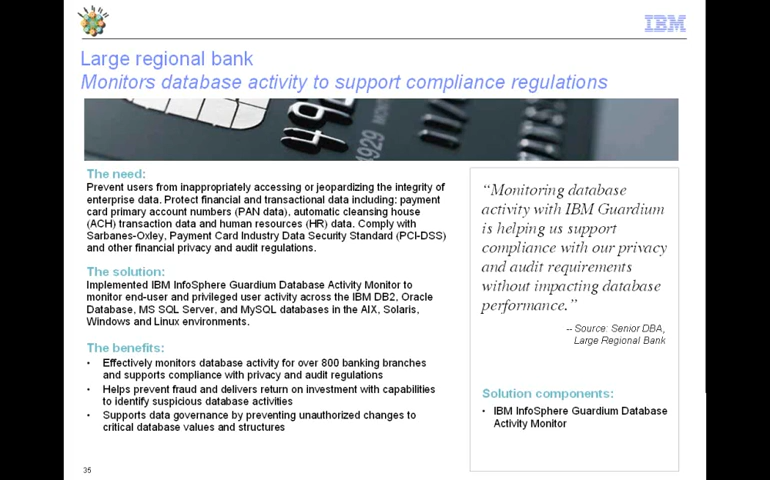 IBM
Large regional bank
Monitors database activity to support compliance regulations
4929
The need:
Prevent users from inappropriately accessing or jeopardizing the integrity of
enterprise data. Protect financial and transactional data including: payment
card primary account numbers (PAN data), automatic cleansing house
(ACH) transaction data and human resources (HR) data. Comply with
Sarbanes-Oxley, Payment Card Industry Data Security Standard (PCI-DSS)
and other financial privacy and audit regulations.
The solution:
Implemented IBM InfoSphere Guardium Database Activity Monitor to
monitor end-user and privileged user activity across the IBM DB2, Oracle
Database, MS SQL Server, and MySQL databases in the AIX, Solaris,
Windows and Linux environments.
The benefits:
• Effectively monitors database activity for over 800 banking branches
and supports compliance with privacy and audit regulations
• Helps prevent fraud and delivers return on investment with capabilities
to identify suspicious database activities
• Supports data governance by preventing unauthorized changes to
critical database values and structures
“Monitoring database
activity with IBM Guardium
is helping us support
compliance with our privacy
and audit requirements
without impacting database
performance.”
-- Source: Senior DBA,
Large Regional Bank
Solution components:
• IBM InfoSphere Guardium Database
Activity Monitor
35